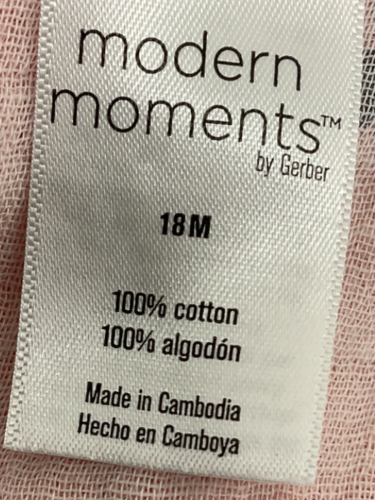 modern
moments™
by Gerber
18M
100% cotton
100% algodón
Made in Cambodia
Hecho en Camboya